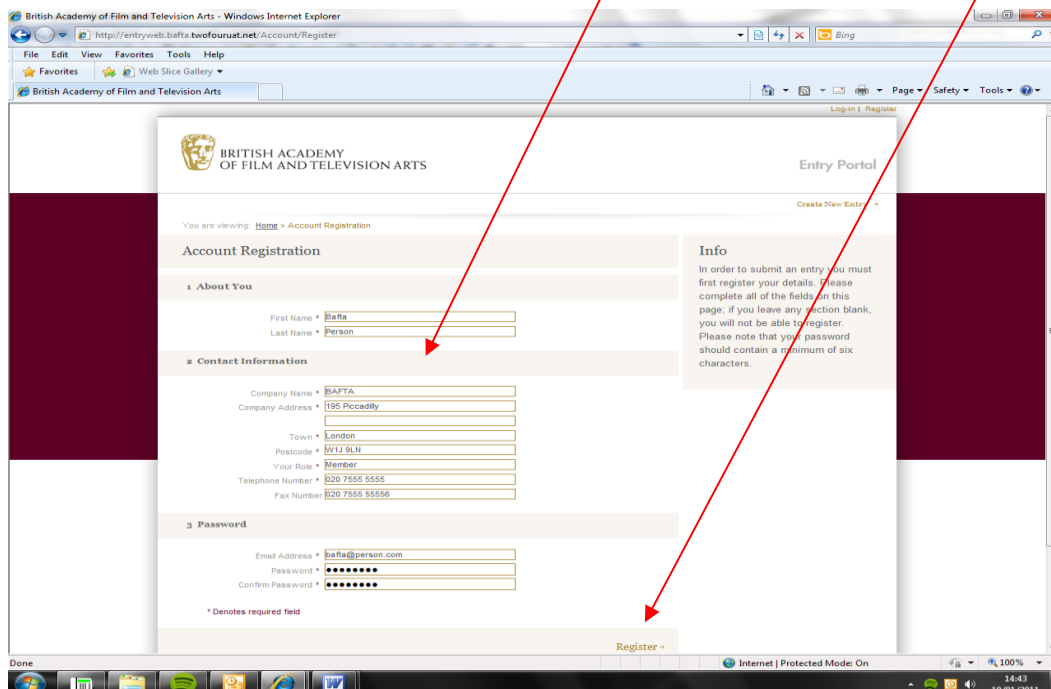 British Academy of Film and Television Arts - Windows Internet Explorer
http://entryweb.bafta.twofouruat.net/Account/Register
Bing
File Edit View Favorites Tools Help
Favorites Web Slice Gallery
British Academy of Film and Television Arts
Page Safety Tools
Log-in | Register
BRITISH ACADEMY
OF FILM AND TELEVISION ARTS
Entry Portal
Create New Entry →
You are viewing: Home > Account Registration
Account Registration
1 About You
First Name * Bafta
Last Name * Person
2 Contact Information
Company Name * BAFTA
Company Address * 195 Piccadilly
Town * London
Postcode * W1J 9LN
Your Role * Member
Telephone Number * 020 7555 5555
Fax Number 020 7555 55556
3 Password
Email Address * bafta@person.com
Password * ●●●●●●●●
Confirm Password * ●●●●●●●●
* Denotes required field
Register →
Info
In order to submit an entry you must
first register your details. Please
complete all of the fields on this
page; if you leave any section blank,
you will not be able to register.
Please note that your password
should contain a minimum of six
characters.
Done
Internet | Protected Mode: On
100%
14:43
10/01/2011